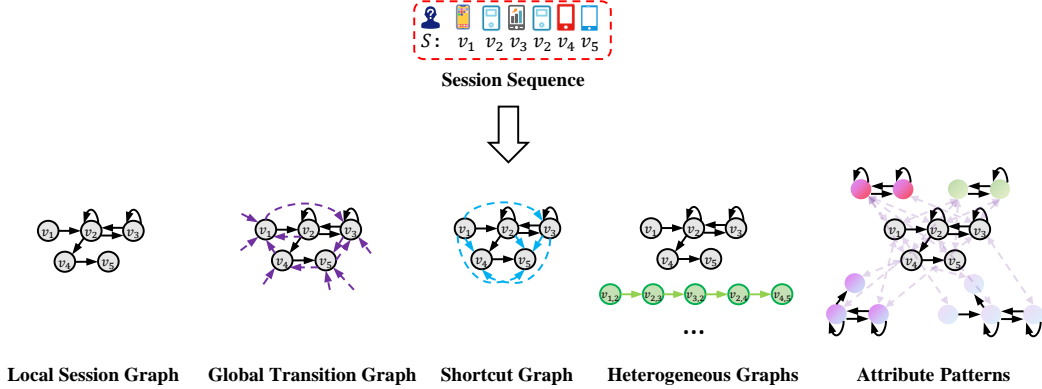 ?
S: v₁ v₂ v₃ v₂ v₄ v₅
Session Sequence
v₁ v₂ v₃
v₄ v₅
v₁ v₂ v₃
v₄ v₅
v₁ v₂ v₃
v₄ v₅
v₁ v₂ v₃
v₄ v₅
v₁,₂ v₂,₃ v₃,₂ v₂,₄ v₄,₅
...
v₁ v₂ v₃
v₄ v₅
Local Session Graph
Global Transition Graph
Shortcut Graph
Heterogeneous Graphs
Attribute Patterns